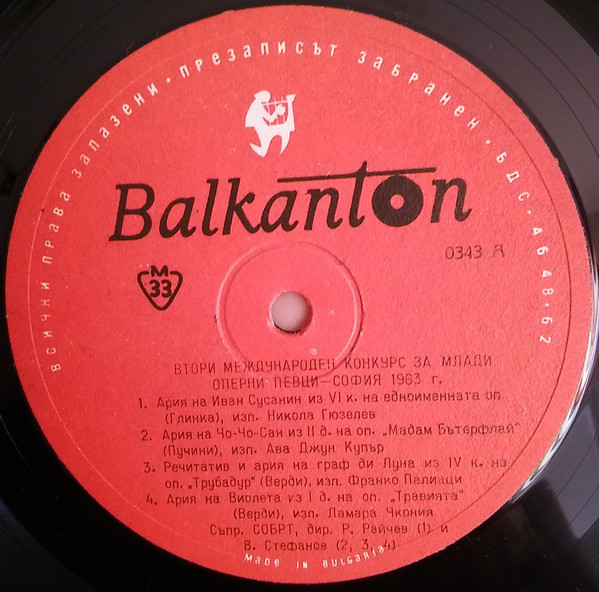 ВСИЧКИ ПРАВА ЗАПАЗЕНИ · ПРЕЗАПИСЪТ ЗАБРАНЕН · БДС · 4648-62
Balkanton
0343 А
М
33
ВТОРИ МЕЖДУНАРОДЕН КОНКУРС ЗА МЛАДИ
ОПЕРНИ ПЕВЦИ—СОФИЯ 1963 г.
1. Ария на Иван Сусанин из VI к. на едноименната оп.
(Глинка), изп. Никола Гюзелев
2. Ария на Чо-Чо-Сан из II д. на оп. „Мадам Бътерфлай"
(Пучини), изп. Ава Джун Купър
3. Речитатив и ария на граф ди Луна из IV к. на
оп. „Трубадур" (Верди), изп. Франко Палиаци
4. Ария на Виолета из I д. на оп. „Травията"
(Верди), изп. Ламара Чкония
Съпр. СОБРТ, дир. Р. Райчев (1) и
В. Стефанов (2, 3, 4)
MADE IN BULGARIA